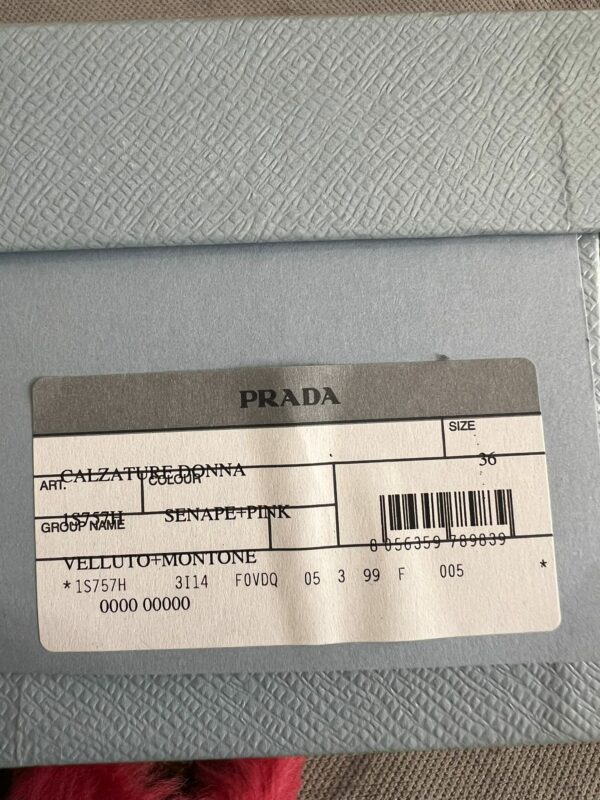 PRADA
SIZE
CALZATURE DONNA
36
ART.
COLOUR
1S757H
SENAPE+PINK
GROUP NAME
8 056359 789839
VELLUTO+MONTONE
*1S757H 3I14 F0VDQ 05 3 99 F 005 *
0000 00000